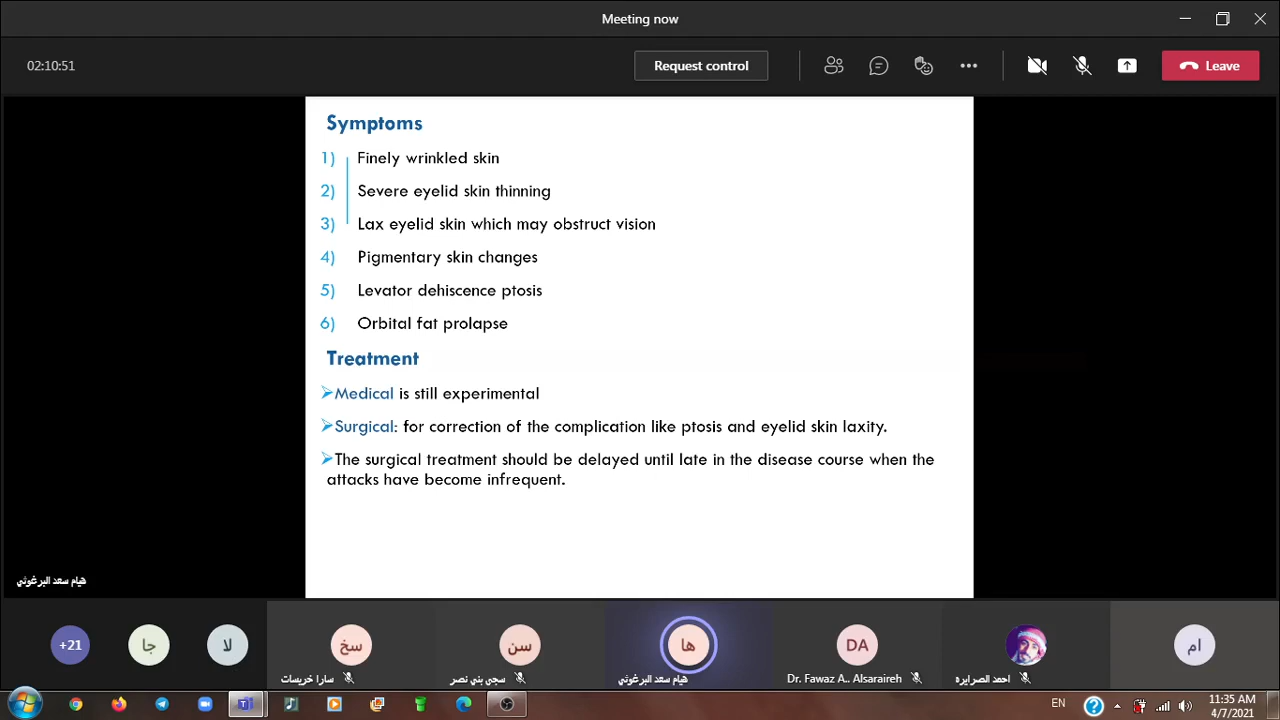 Meeting now
02:10:51
Request control
Leave
Symptoms
1) Finely wrinkled skin
2) Severe eyelid skin thinning
3) Lax eyelid skin which may obstruct vision
4) Pigmentary skin changes
5) Levator dehiscence ptosis
6) Orbital fat prolapse
Treatment
➢Medical is still experimental
➢Surgical: for correction of the complication like ptosis and eyelid skin laxity.
➢The surgical treatment should be delayed until late in the disease course when the
attacks have become infrequent.
هيام سعد البرغوثي
+21
جا
لا
سخ
سن
ها
DA
ام
سارا خريسات
سجى بني نصر
هيام سعد البرغوثي
Dr. Fawaz A.. Alsaraireh
احمد الصرايره
EN
11:35 AM
4/7/2021